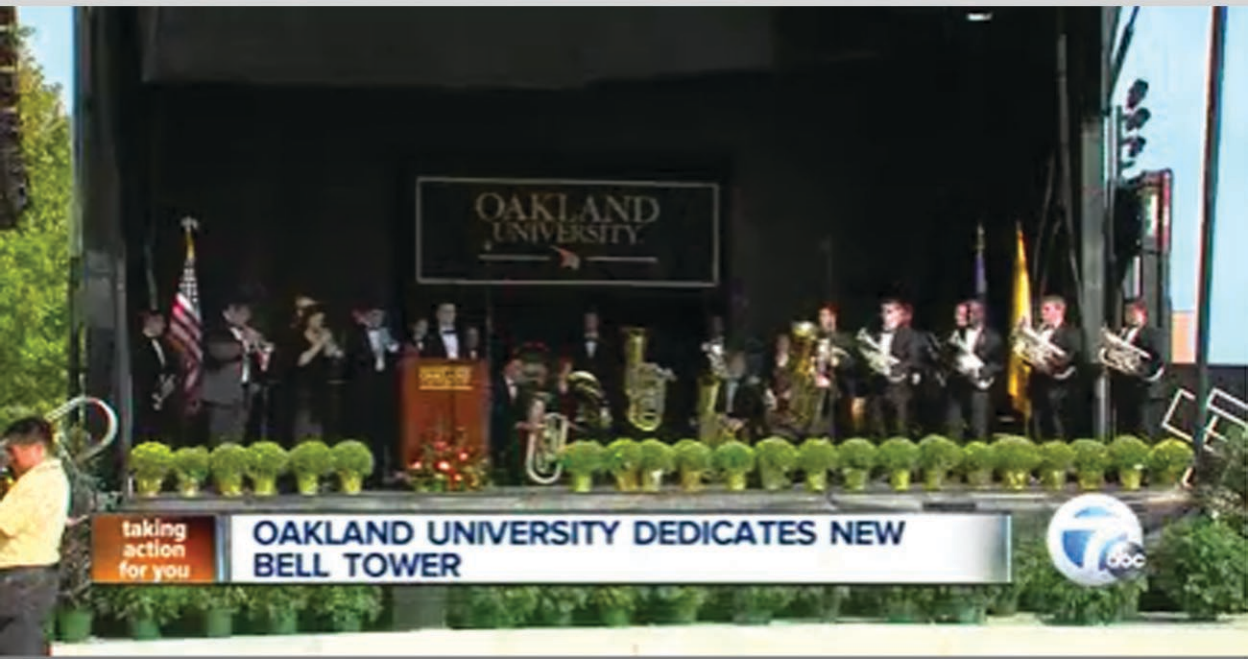 OAKLAND
UNIVERSITY
taking
action
for you
OAKLAND UNIVERSITY DEDICATES NEW
BELL TOWER
7
abc